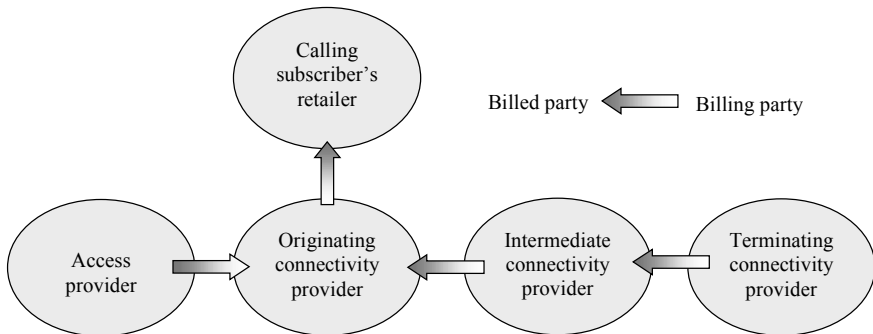 Calling
subscriber’s
retailer
Billed party
Billing party
Access
provider
Originating
connectivity
provider
Intermediate
connectivity
provider
Terminating
connectivity
provider